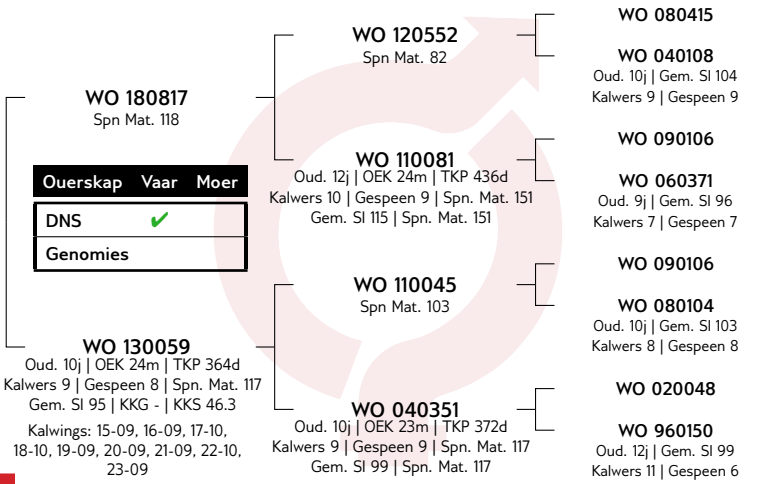 WO 180817
Spn Mat. 118
Ouerskap Vaar Moer
DNS ✔
Genomies
WO 130059
Oud. 10j | OEK 24m | TKP 364d
Kalwers 9 | Gespeen 8 | Spn. Mat. 117
Gem. SI 95 | KKG - | KKS 46.3
Kalwings: 15-09, 16-09, 17-10,
18-10, 19-09, 20-09, 21-09, 22-10,
23-09
WO 120552
Spn Mat. 82
WO 110081
Oud. 12j | OEK 24m | TKP 436d
Kalwers 10 | Gespeen 9 | Spn. Mat. 151
Gem. SI 115 | Spn. Mat. 151
WO 110045
Spn Mat. 103
WO 040351
Oud. 10j | OEK 23m | TKP 372d
Kalwers 9 | Gespeen 9 | Spn. Mat. 117
Gem. SI 99 | Spn. Mat. 117
WO 080415
WO 040108
Oud. 10j | Gem. SI 104
Kalwers 9 | Gespeen 9
WO 090106
WO 060371
Oud. 9j | Gem. SI 96
Kalwers 7 | Gespeen 7
WO 090106
WO 080104
Oud. 10j | Gem. SI 103
Kalwers 8 | Gespeen 8
WO 020048
WO 960150
Oud. 12j | Gem. SI 99
Kalwers 11 | Gespeen 6